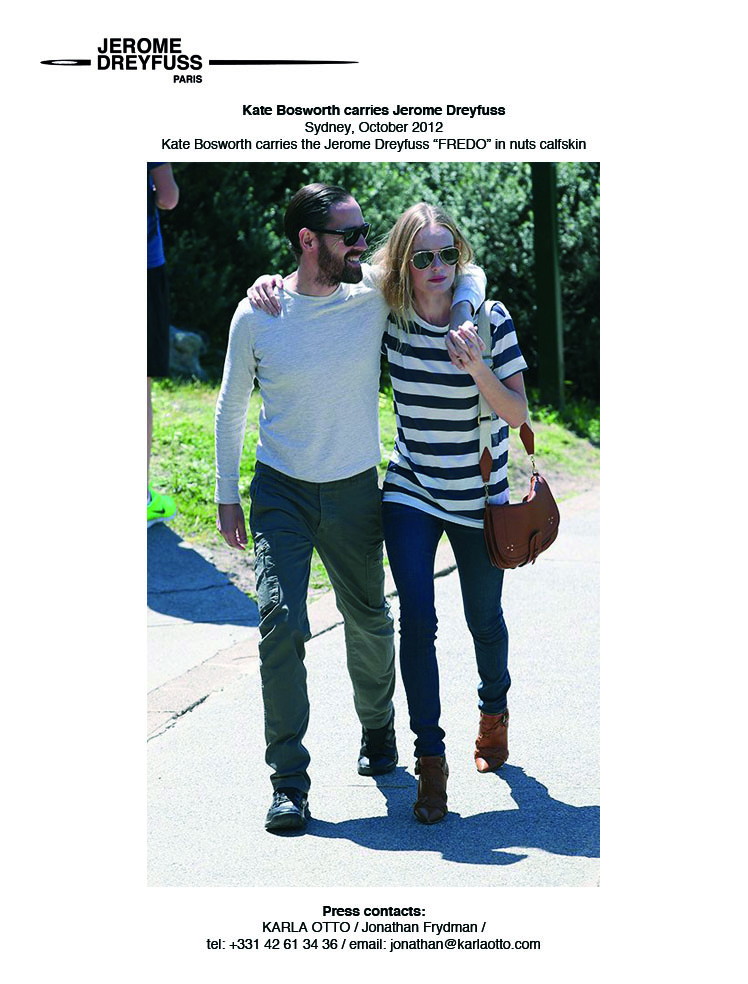 JEROME
DREYFUSS
PARIS
Kate Bosworth carries Jerome Dreyfuss
Sydney, October 2012
Kate Bosworth carries the Jerome Dreyfuss “FREDO” in nuts calfskin
Press contacts:
KARLA OTTO / Jonathan Frydman /
tel: +331 42 61 34 36 / email: jonathan@karlaotto.com